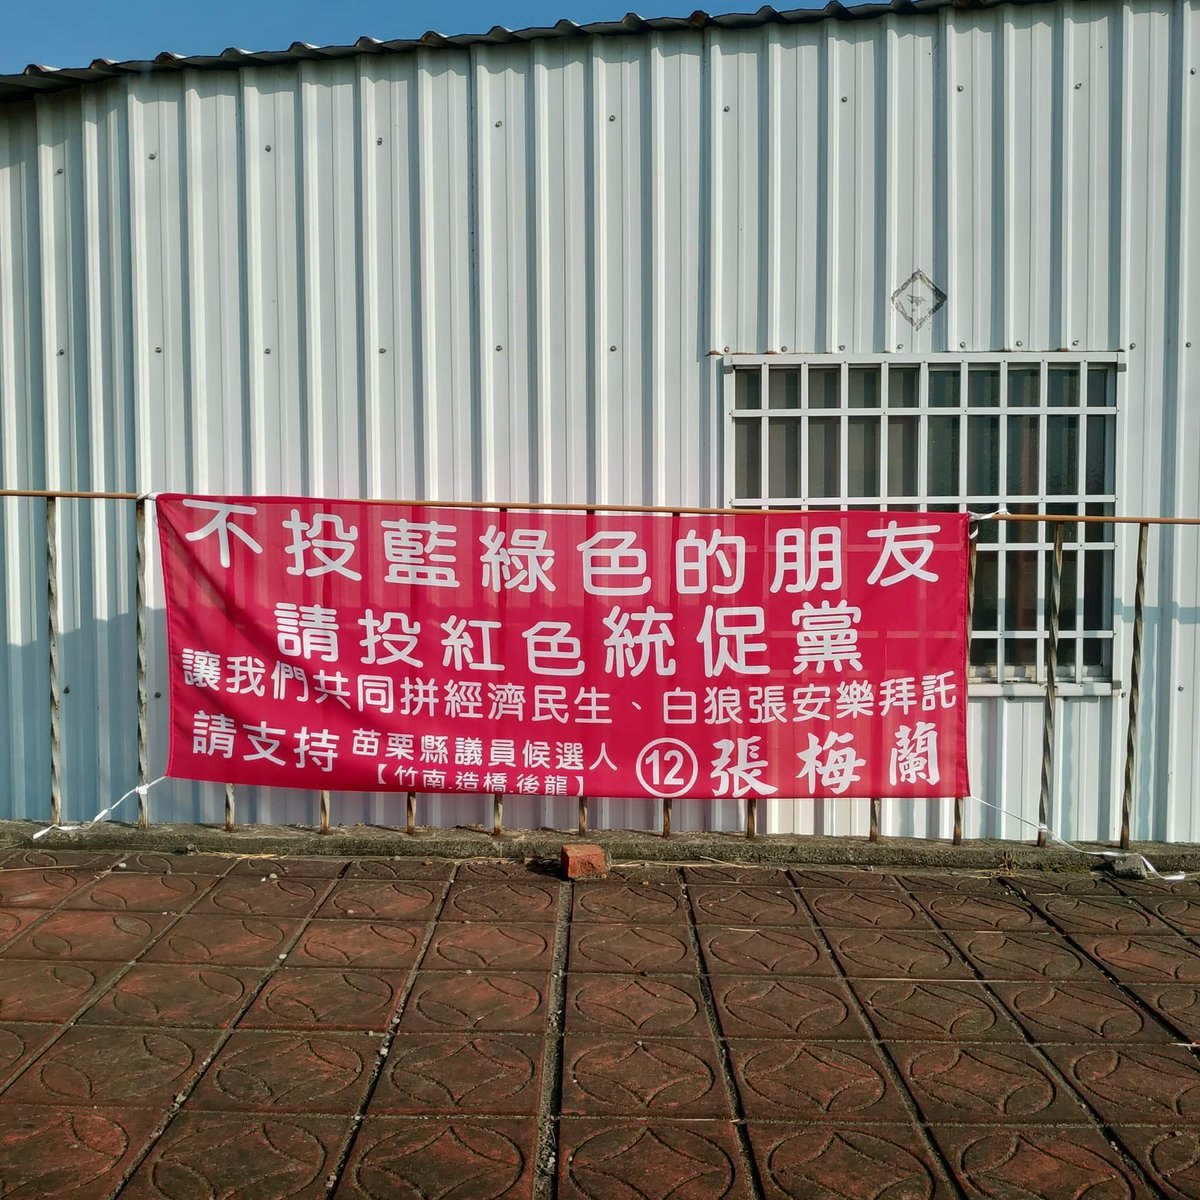 不投藍綠色的朋友
請投紅色統促黨
讓我們共同拼經濟民生、白狼張安樂拜託
請支持 苗栗縣議員候選人 12 張梅蘭
【竹南.造橋.後龍】